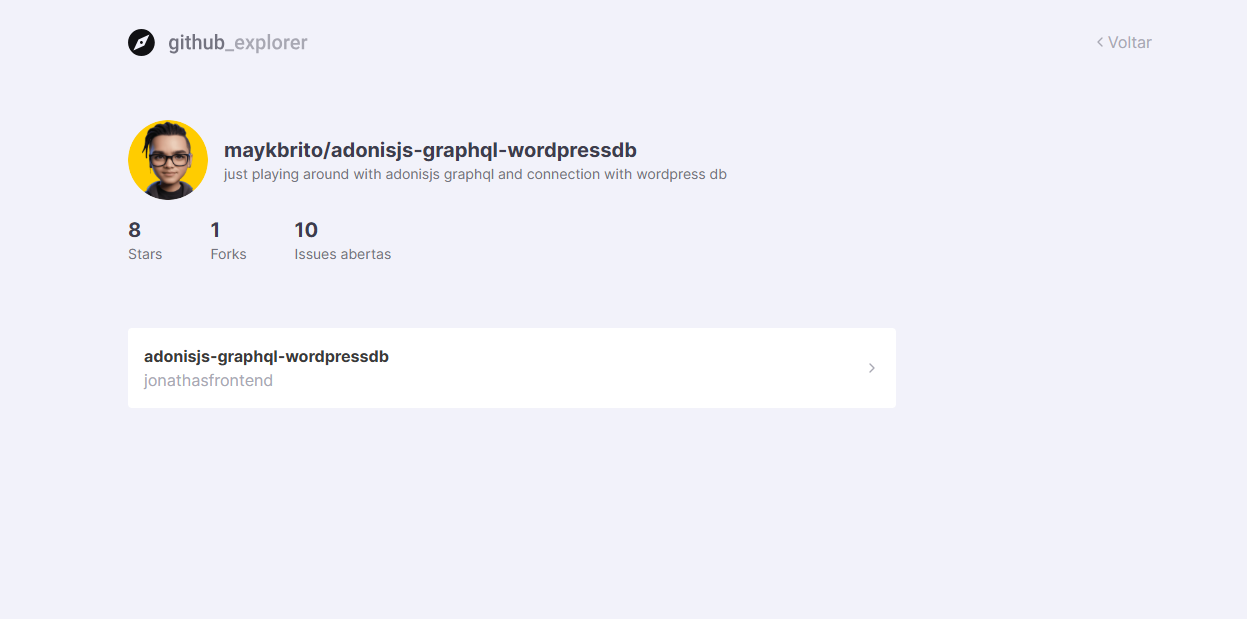 github_explorer
Voltar
maykbrito/adonisjs-graphql-wordpressdb
just playing around with adonisjs graphql and connection with wordpress db
8 1 10
Stars Forks Issues abertas
adonisjs-graphql-wordpressdb
jonathasfrontend